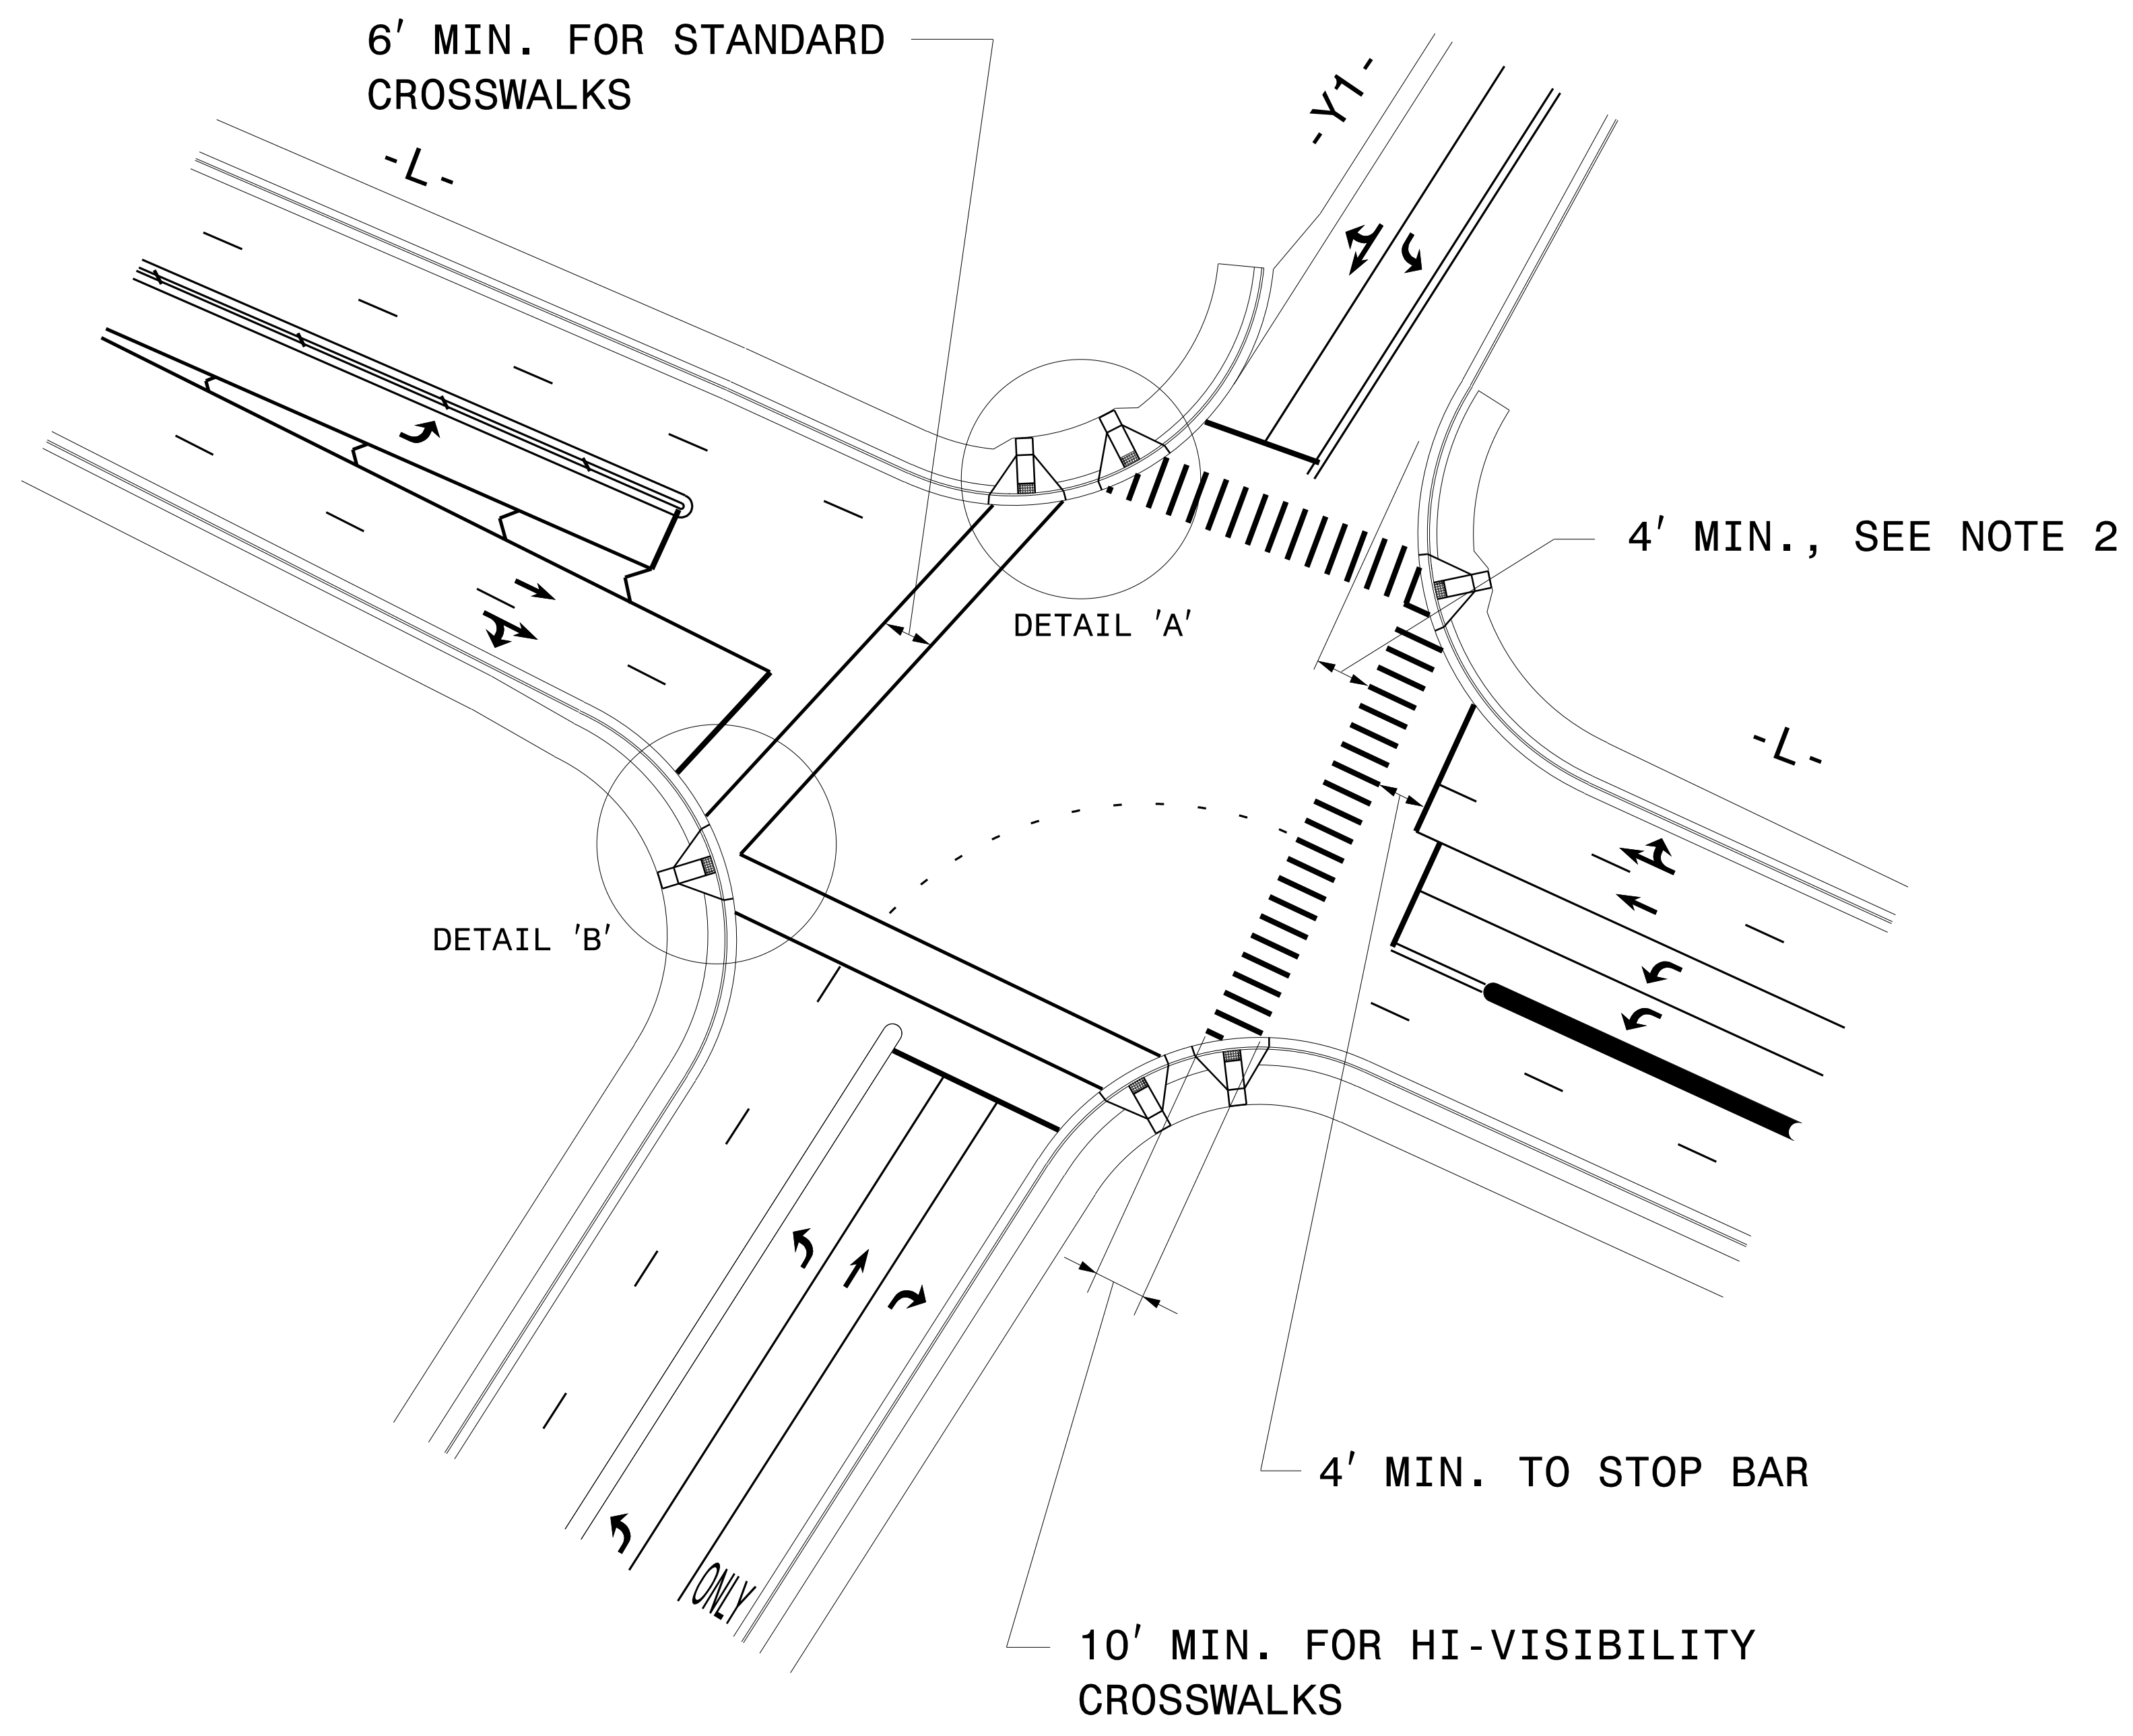 6' MIN. FOR STANDARD
CROSSWALKS
-Y1-
-L-
4' MIN., SEE NOTE 2
DETAIL 'A'
-L-
DETAIL 'B'
4' MIN. TO STOP BAR
ONLY
10' MIN. FOR HI-VISIBILITY
CROSSWALKS